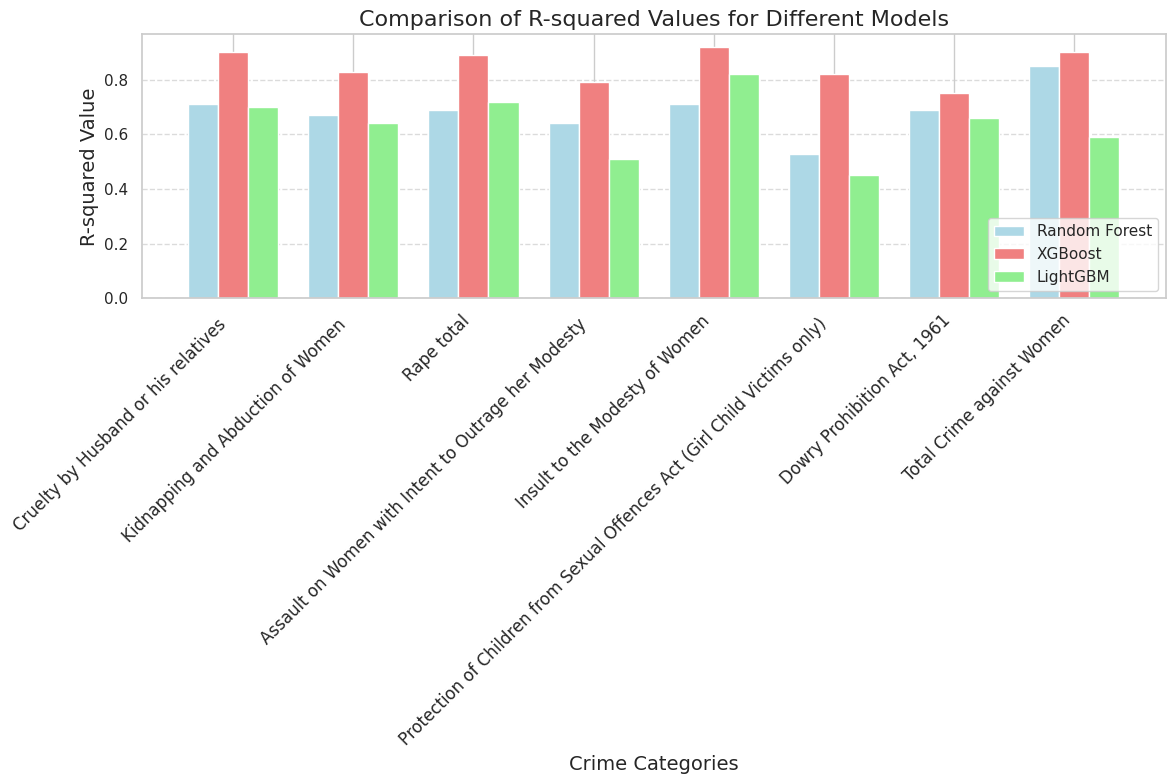 Comparison of R-squared Values for Different Models
R-squared Value
0.8
0.6
0.4
0.2
0.0
Random Forest
XGBoost
LightGBM
Cruelty by Husband or his relatives
Kidnapping and Abduction of Women
Rape total
Assault on Women with Intent to Outrage her Modesty
Insult to the Modesty of Women
Protection of Children from Sexual Offences Act (Girl Child Victims only)
Dowry Prohibition Act, 1961
Total Crime against Women
Crime Categories